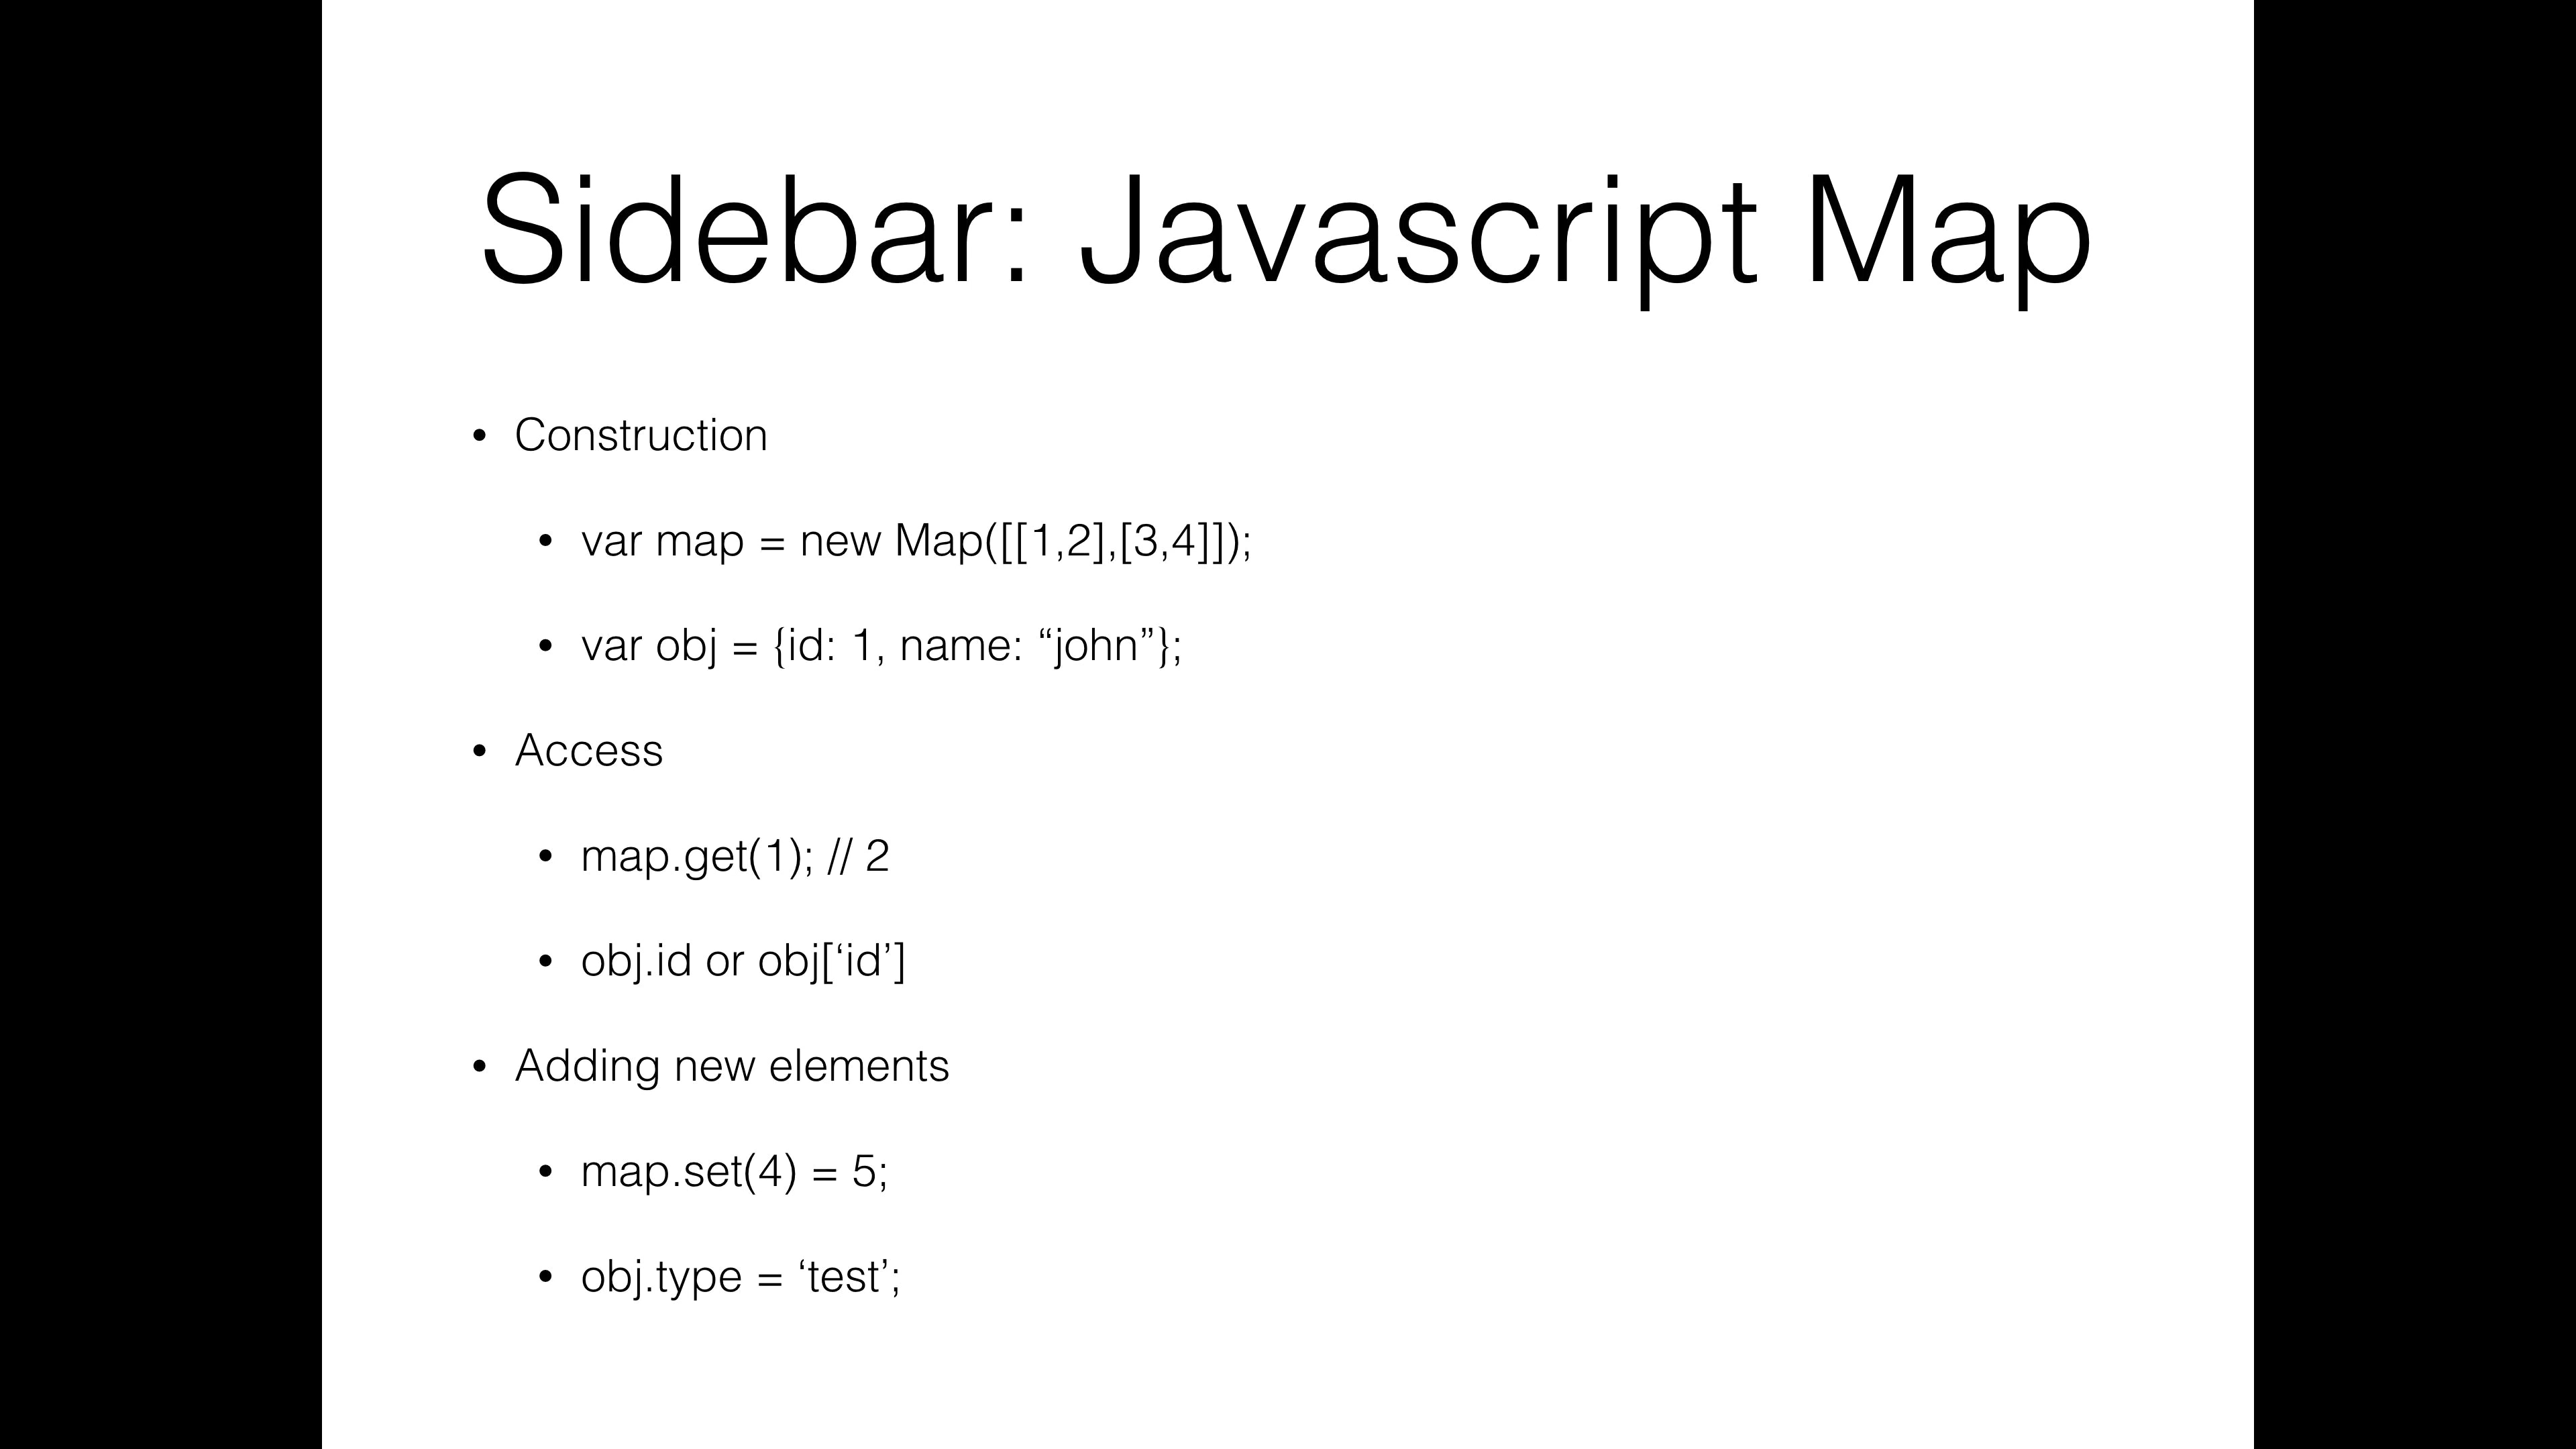 Sidebar: Javascript Map
• Construction
• var map = new Map([[1,2],[3,4]]);
• var obj = {id: 1, name: “john”};
• Access
• map.get(1); // 2
• obj.id or obj[‘id’]
• Adding new elements
• map.set(4) = 5;
• obj.type = ‘test’;